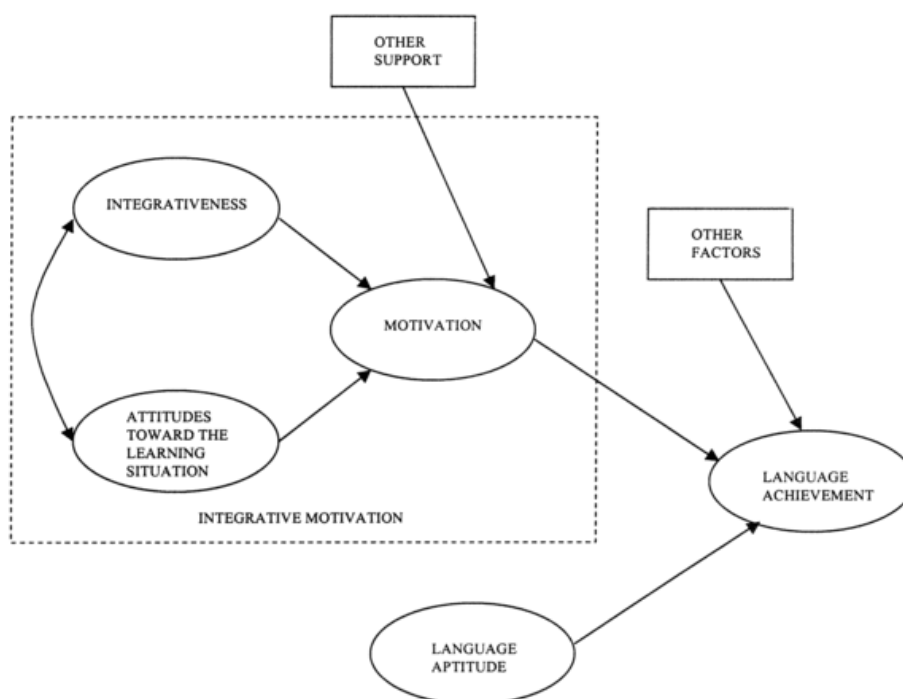 OTHER
SUPPORT
INTEGRATIVENESS
OTHER
FACTORS
MOTIVATION
ATTITUDES
TOWARD THE
LEARNING
SITUATION
LANGUAGE
ACHIEVEMENT
INTEGRATIVE MOTIVATION
LANGUAGE
APTITUDE